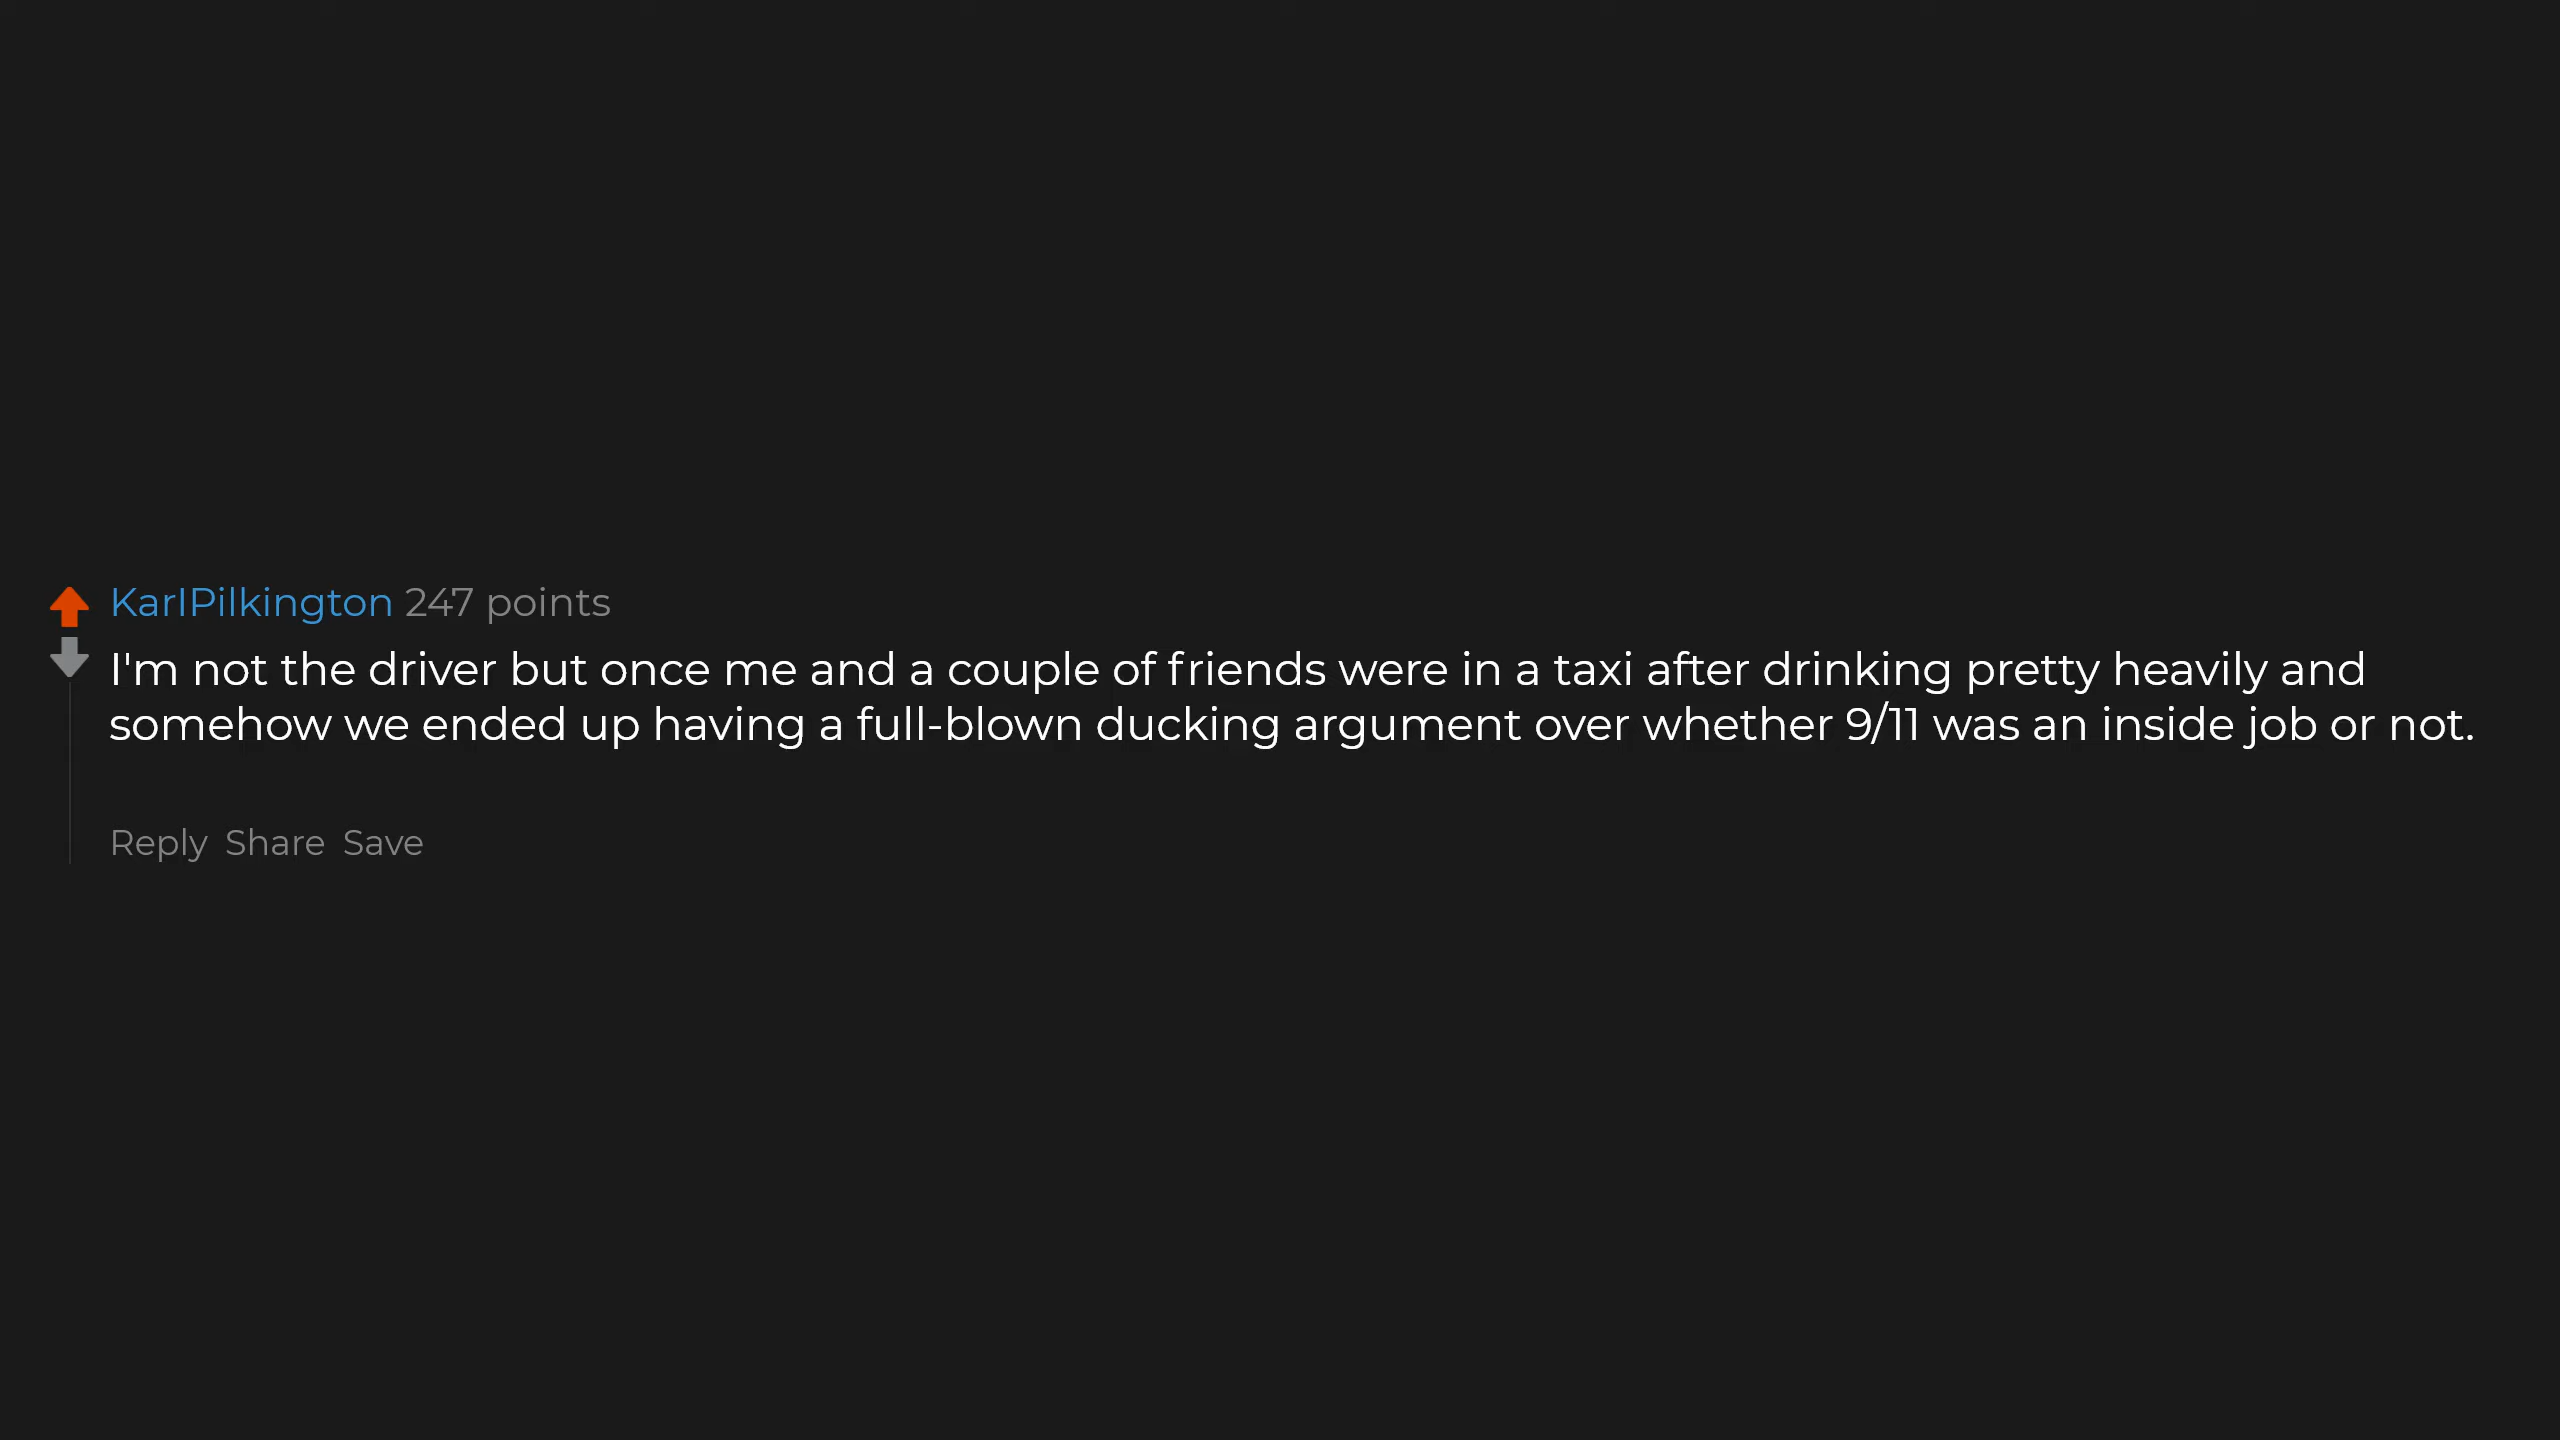 KarlPilkington 247 points
I'm not the driver but once me and a couple of friends were in a taxi after drinking pretty heavily and
somehow we ended up having a full-blown ducking argument over whether 9/11 was an inside job or not.
Reply Share Save